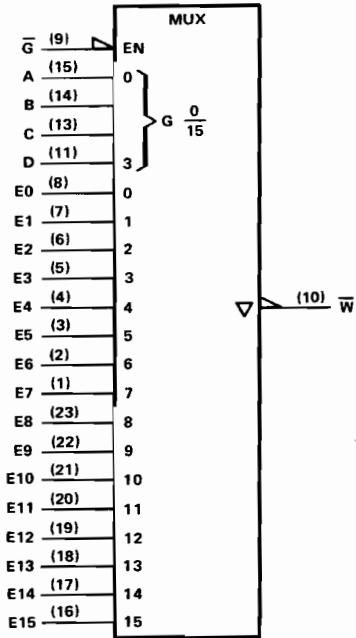 MUX
G̅ (9) EN
A (15) 0
B (14)
C (13)
D (11) 3
G 0/15
E0 (8) 0
E1 (7) 1
E2 (6) 2
E3 (5) 3
E4 (4) 4
E5 (3) 5
E6 (2) 6
E7 (1) 7
E8 (23) 8
E9 (22) 9
E10 (21) 10
E11 (20) 11
E12 (19) 12
E13 (18) 13
E14 (17) 14
E15 (16) 15
▽ (10) W̅